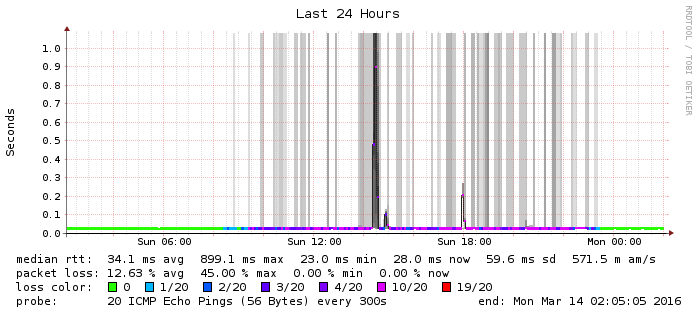 Last 24 Hours
RRDTOOL / TOBI OETIKER
Seconds
1.0
0.9
0.8
0.7
0.6
0.5
0.4
0.3
0.2
0.1
0.0
Sun 06:00 Sun 12:00 Sun 18:00 Mon 00:00
median rtt: 34.1 ms avg 899.1 ms max 23.0 ms min 28.0 ms now 59.6 ms sd 571.5 m am/s
packet loss: 12.63 % avg 45.00 % max 0.00 % min 0.00 % now
loss color: 0 1/20 2/20 3/20 4/20 10/20 19/20
probe: 20 ICMP Echo Pings (56 Bytes) every 300s end: Mon Mar 14 02:05:05 2016